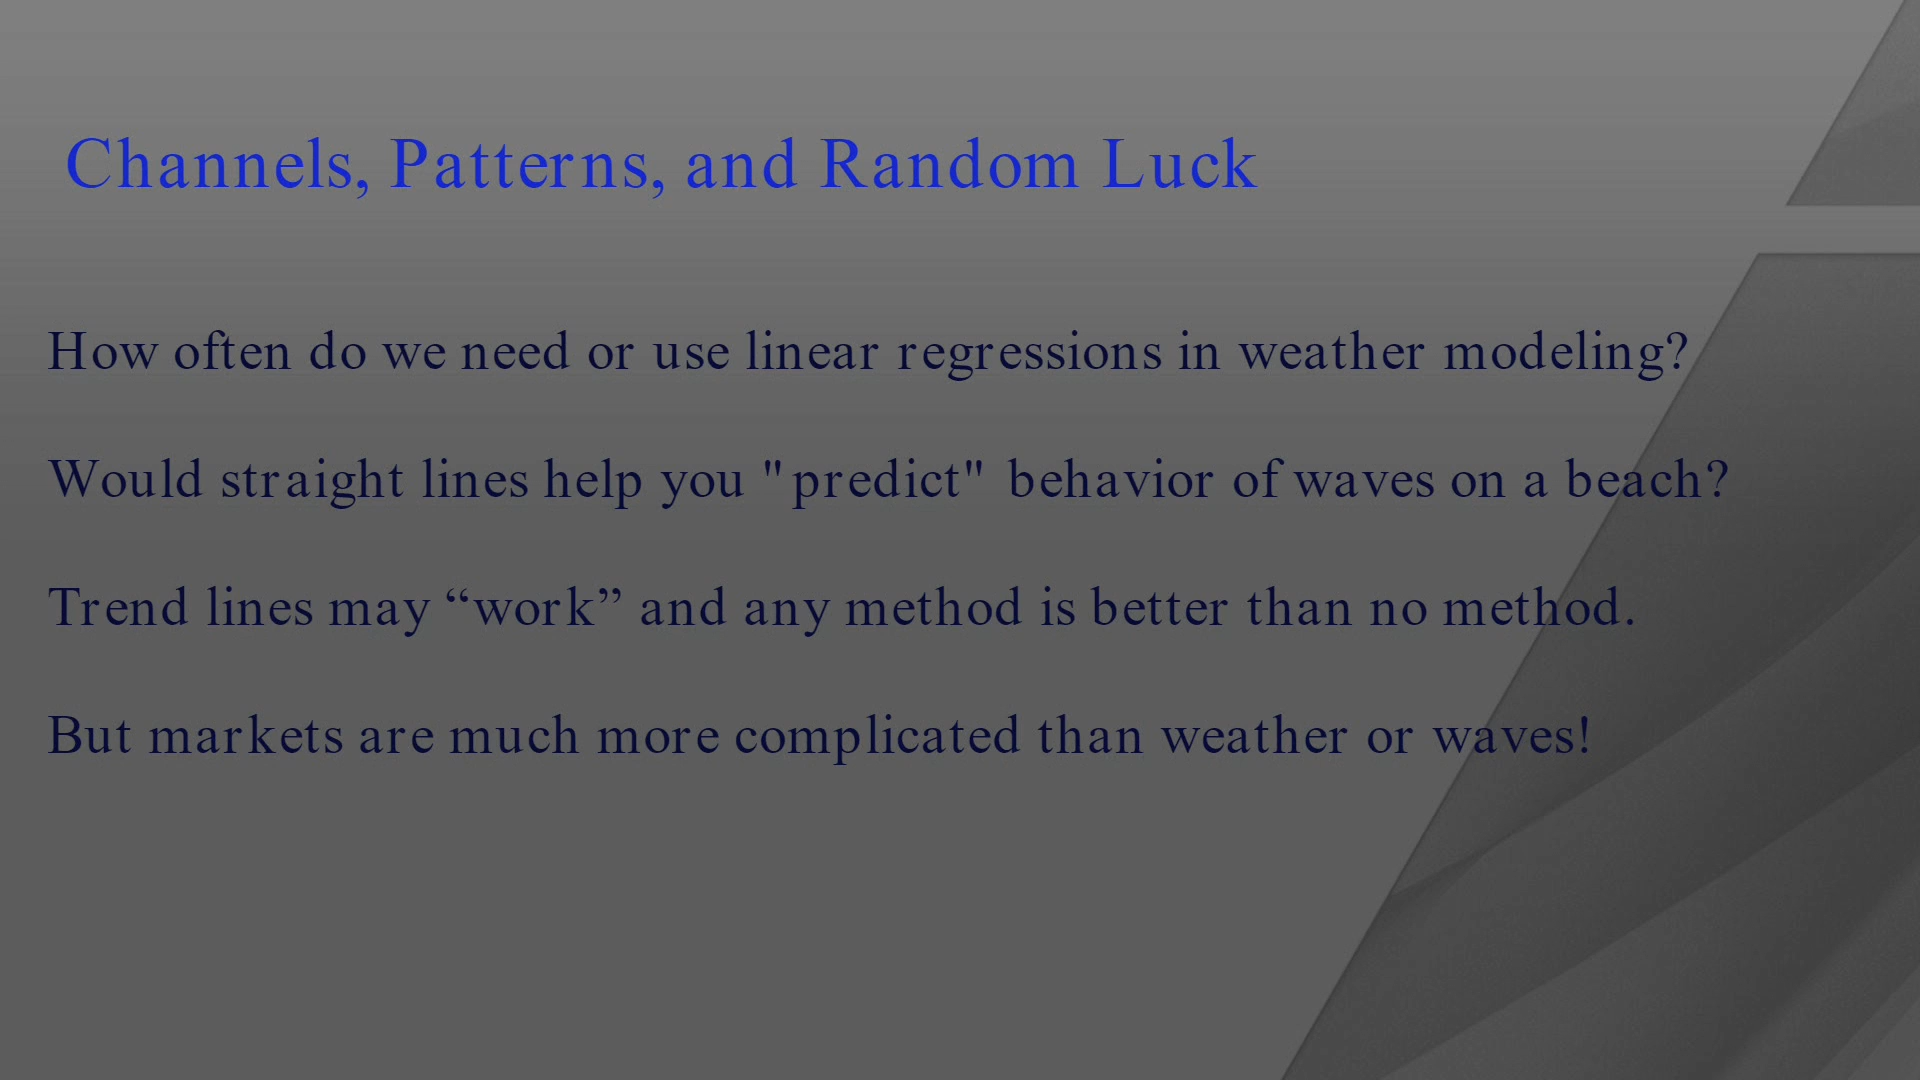 Channels, Patterns, and Random Luck
How often do we need or use linear regressions in weather modeling?
Would straight lines help you "predict" behavior of waves on a beach?
Trend lines may “work” and any method is better than no method.
But markets are much more complicated than weather or waves!